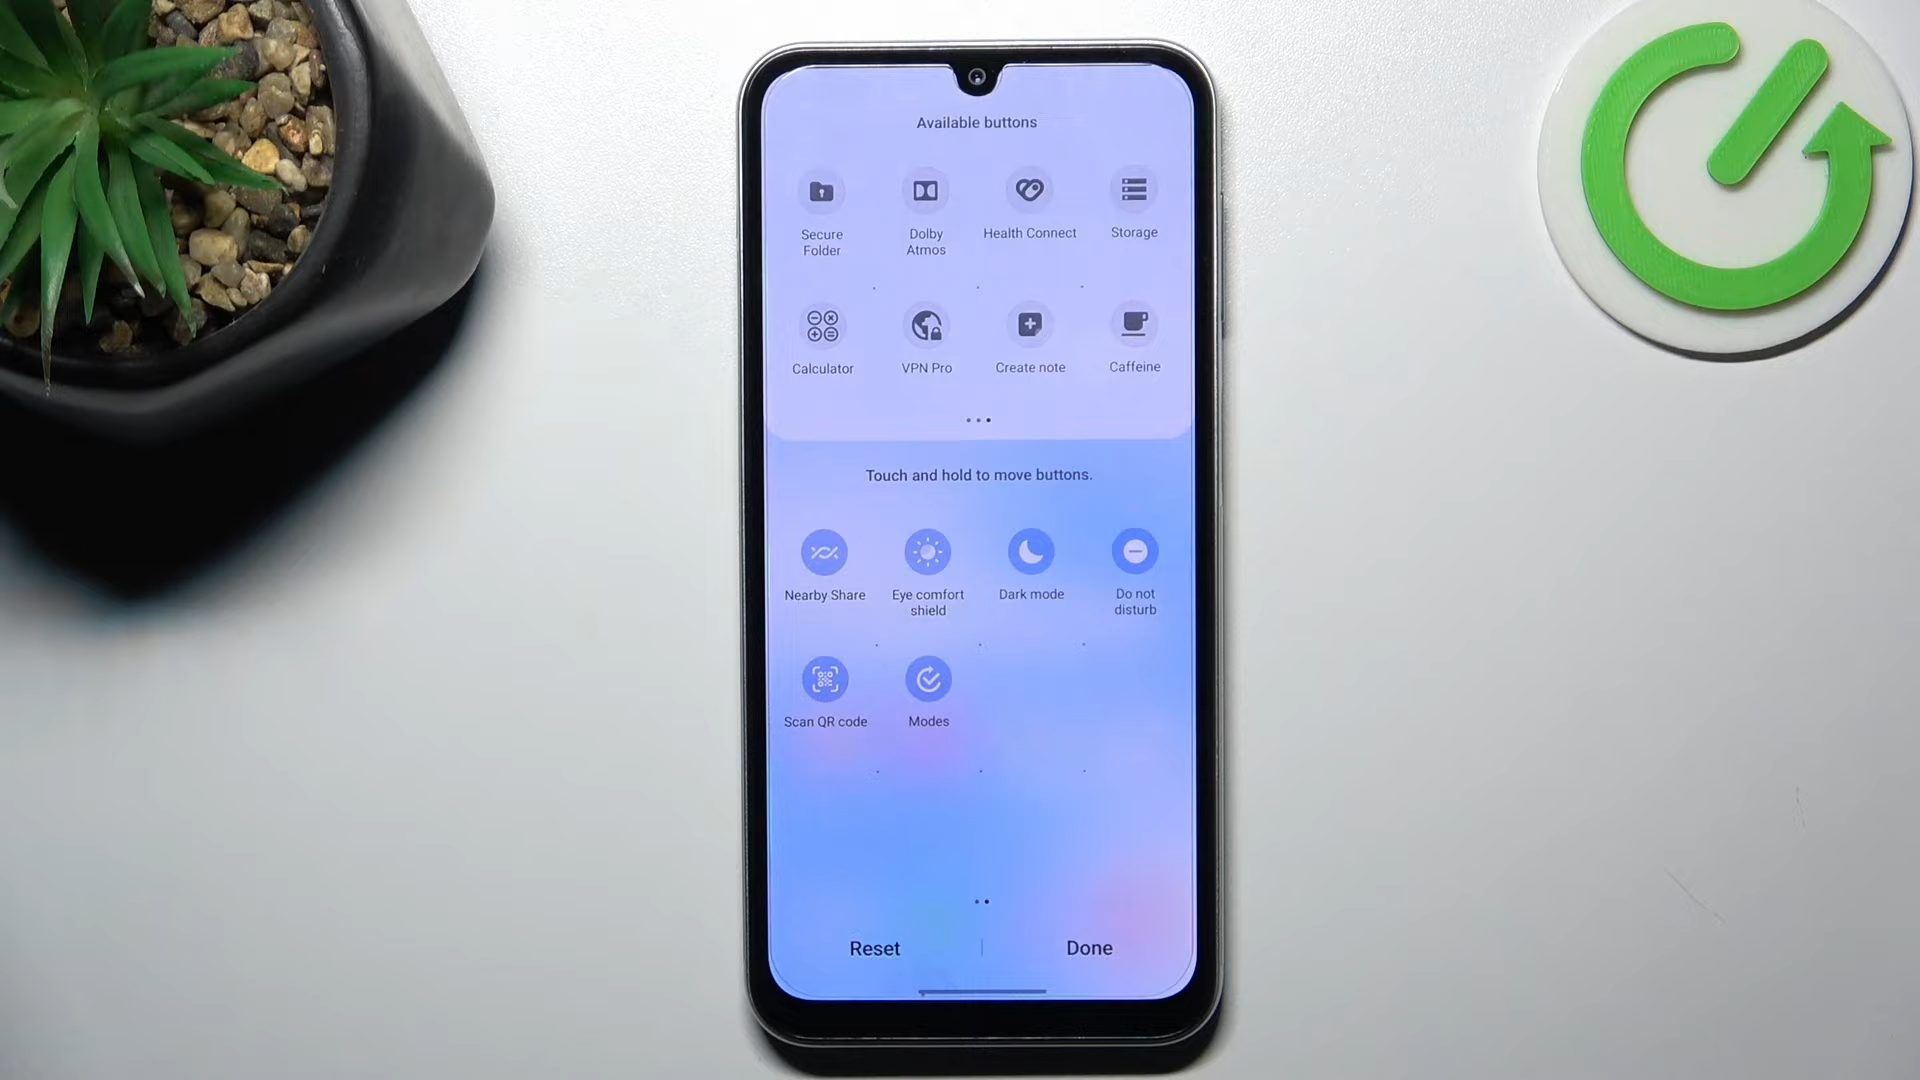 Available buttons
Secure
Folder
Dolby
Atmos
Health Connect
Storage
Calculator
VPN Pro
Create note
Caffeine
Touch and hold to move buttons.
Nearby Share
Eye comfort
shield
Dark mode
Do not
disturb
Scan QR code
Modes
Reset
Done